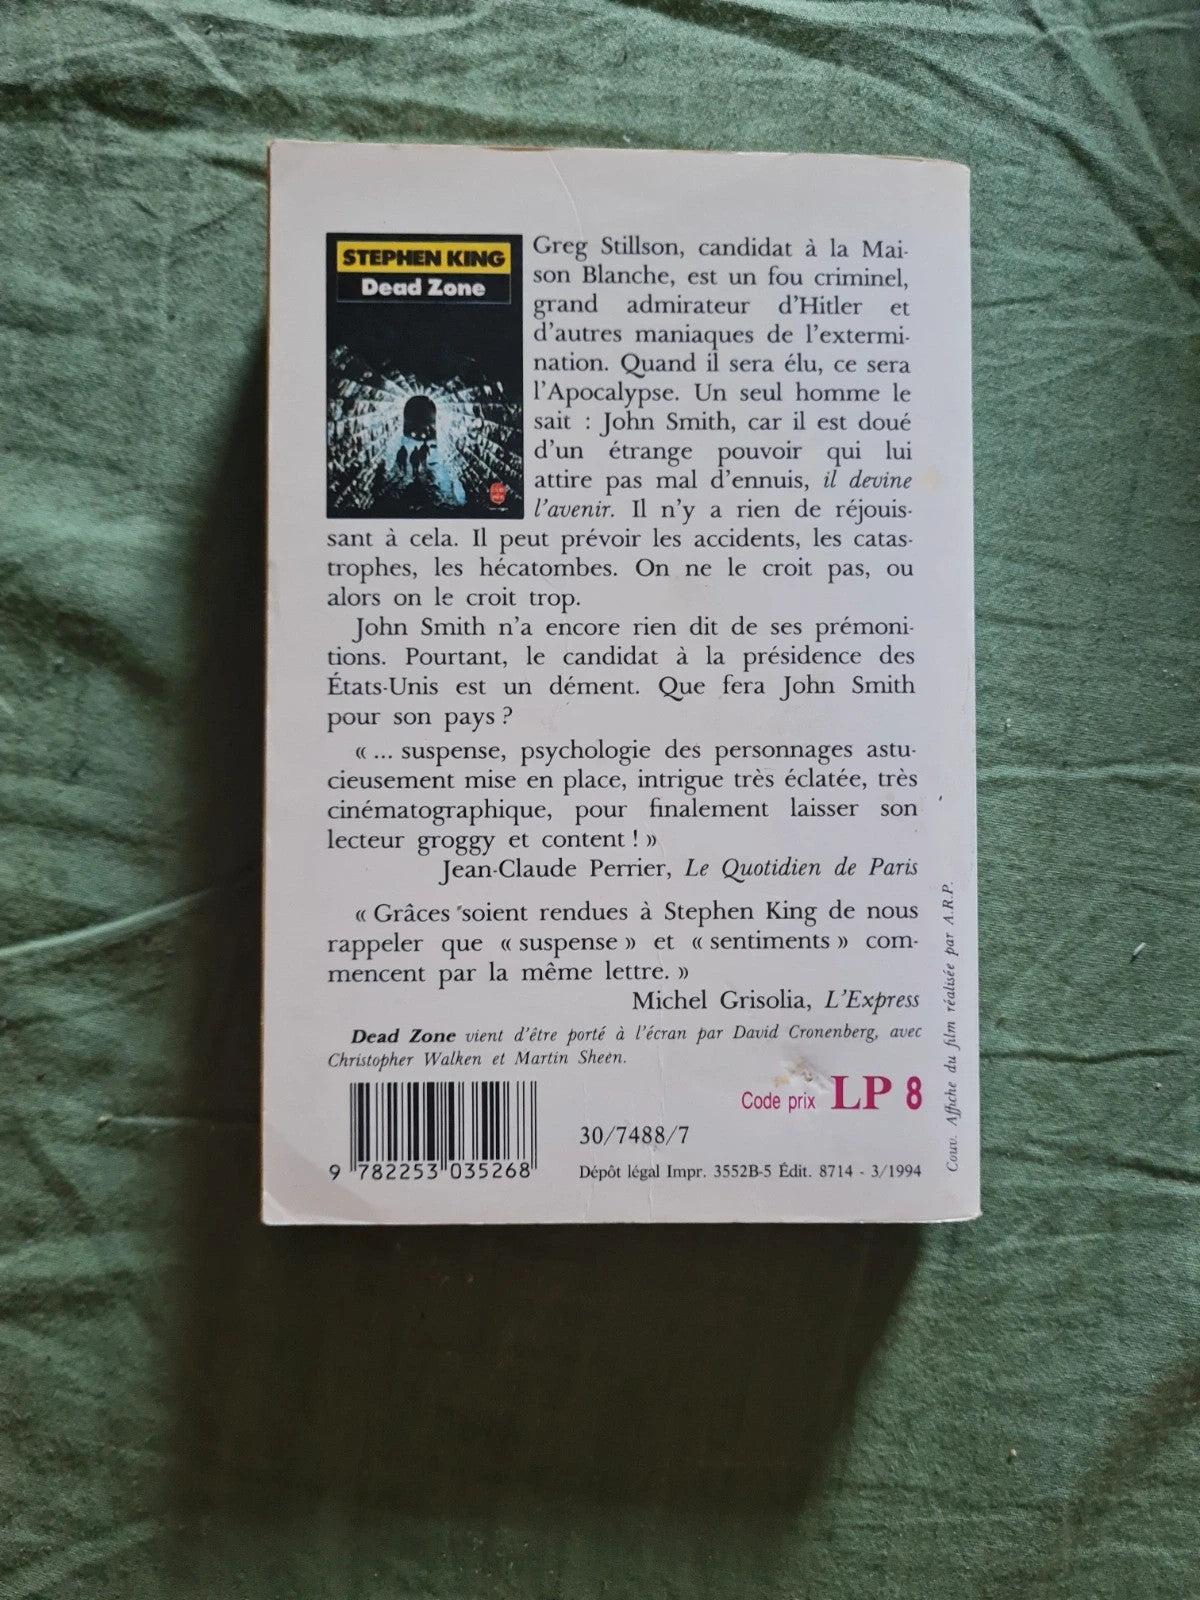 STEPHEN KING
Dead Zone
Greg Stillson, candidat à la Mai-
son Blanche, est un fou criminel,
grand admirateur d'Hitler et
d'autres maniaques de l'extermi-
nation. Quand il sera élu, ce sera
l'Apocalypse. Un seul homme le
sait : John Smith, car il est doué
d'un étrange pouvoir qui lui
attire pas mal d'ennuis, il devine
l'avenir. Il n'y a rien de réjouis-
sant à cela. Il peut prévoir les accidents, les catas-
trophes, les hécatombes. On ne le croit pas, ou
alors on le croit trop.
John Smith n'a encore rien dit de ses prémoni-
tions. Pourtant, le candidat à la présidence des
États-Unis est un dément. Que fera John Smith
pour son pays ?
« ... suspense, psychologie des personnages astu-
cieusement mise en place, intrigue très éclatée, très
cinématographique, pour finalement laisser son
lecteur groggy et content ! »
Jean-Claude Perrier, Le Quotidien de Paris
« Grâces soient rendues à Stephen King de nous
rappeler que « suspense » et « sentiments » com-
mencent par la même lettre. »
Michel Grisolia, L'Express
Dead Zone vient d'être porté à l'écran par David Cronenberg, avec
Christopher Walken et Martin Sheen.
Code prix LP 8
30/7488/7
9 782253 035268
Dépôt légal Impr. 3552B-5 Édit. 8714 - 3/1994
Couv. Affiche du film réalisée par A.R.P.